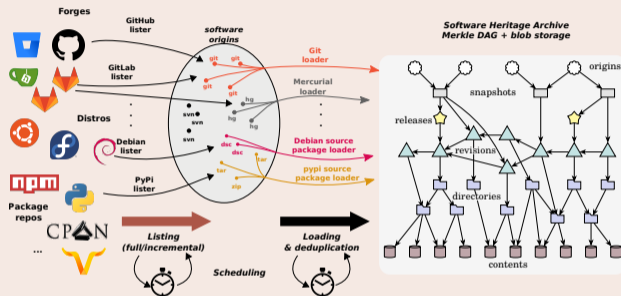 Forges
GitHub
lister
GitLab
lister
Distros
Debian
lister
PyPi
lister
npm
Package
repos
CPAN
...
software
origins
git
git
git
git
hg
hg
hg
svn
svn
svn
dsc
dsc
tar
tar
zip
Git
loader
Mercurial
loader
Debian source
package loader
pypi source
package loader
Listing
(full/incremental)
Scheduling
Loading
& deduplication
Software Heritage Archive
Merkle DAG + blob storage
origins
snapshots
releases
revisions
directories
contents